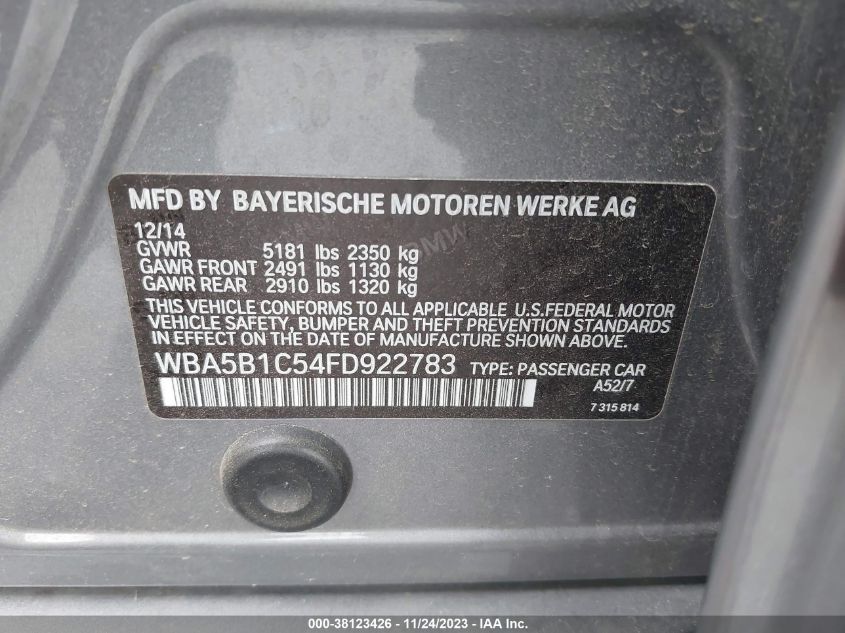 MFD BY BAYERISCHE MOTOREN WERKE AG
12/14
GVWR 5181 lbs 2350 kg
GAWR FRONT 2491 lbs 1130 kg
GAWR REAR 2910 lbs 1320 kg
BMW
THIS VEHICLE CONFORMS TO ALL APPLICABLE U.S.FEDERAL MOTOR
VEHICLE SAFETY, BUMPER AND THEFT PREVENTION STANDARDS
IN EFFECT ON THE DATE OF MANUFACTURE SHOWN ABOVE.
WBA5B1C54FD922783 TYPE: PASSENGER CAR
A52/7
7 315 814
000-38123426 - 11/24/2023 - IAA Inc.